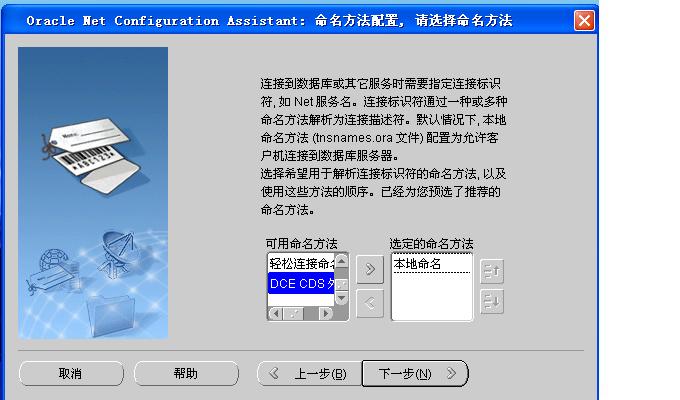 Oracle Net Configuration Assistant: 命名方法配置, 请选择命名方法
连接到数据库或其它服务时需要指定连接标识
符, 如 Net 服务名。连接标识符通过一种或多种
命名方法解析为连接描述符。默认情况下, 本地
命名方法 (tnsnames.ora 文件) 配置为允许客
户机连接到数据库服务器。
选择希望用于解析连接标识符的命名方法, 以及
使用这些方法的顺序。已经为您预选了推荐的
命名方法。
可用命名方法
选定的命名方法
轻松连接命名
DCE CDS 外
本地命名
取消
帮助
上一步(B)
下一步(N)